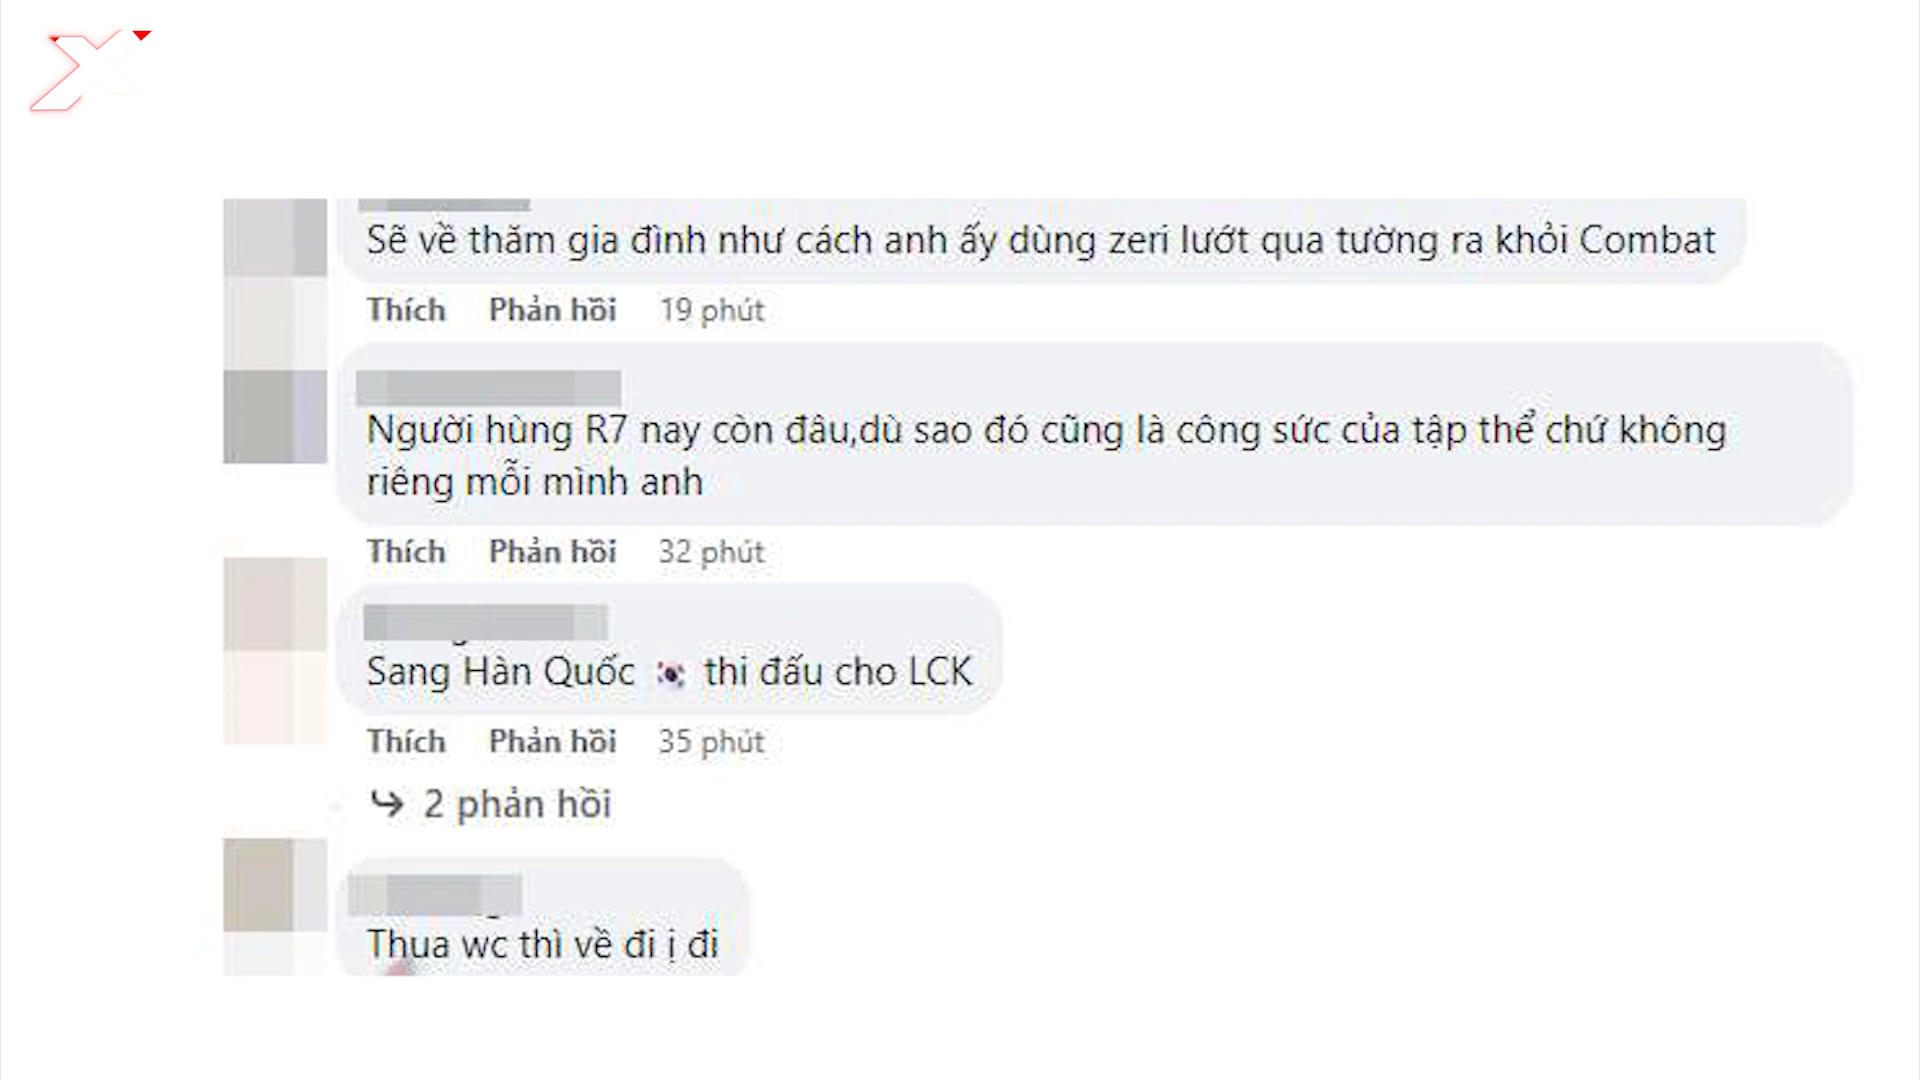 Sẽ về thăm gia đình như cách anh ấy dùng zeri lướt qua tường ra khỏi Combat
Thích Phản hồi 19 phút
Người hùng R7 nay còn đâu,dù sao đó cũng là công sức của tập thể chứ không
riêng mỗi mình anh
Thích Phản hồi 32 phút
Sang Hàn Quốc 🇰🇷 thi đấu cho LCK
Thích Phản hồi 35 phút
2 phản hồi
Thua wc thì về đi ị đi